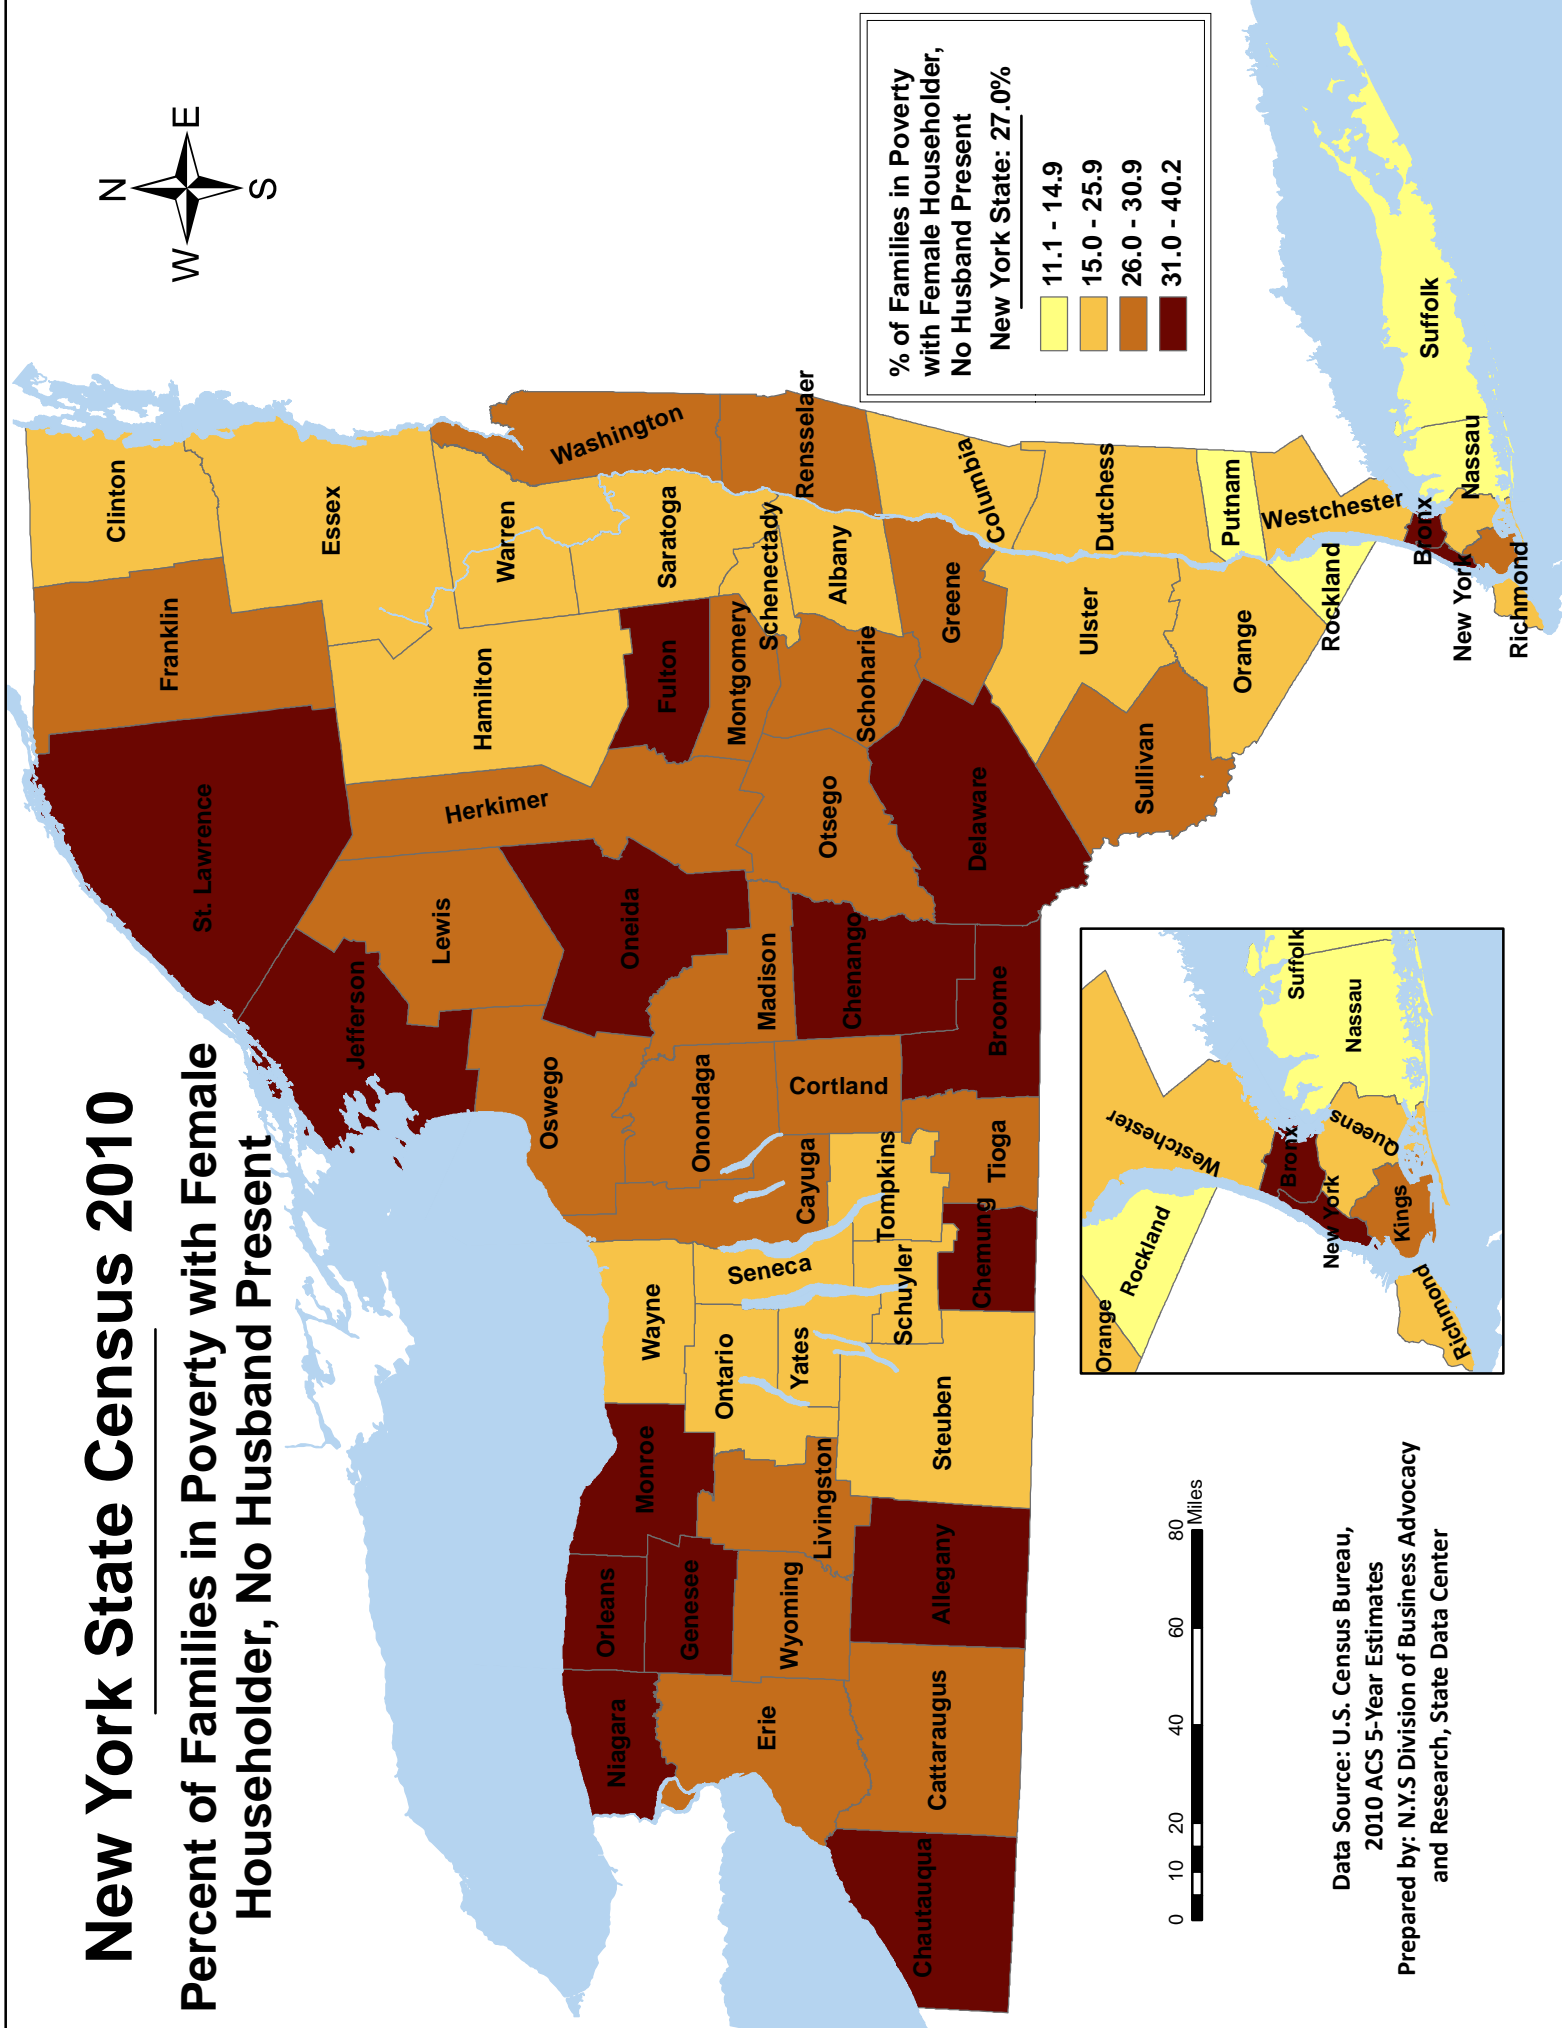 New York State Census 2010
Percent of Families in Poverty with Female
Householder, No Husband Present
N
W
E
S
Clinton
Franklin
St. Lawrence
Essex
Jefferson
Lewis
Hamilton
Herkimer
Warren
Washington
Oswego
Oneida
Fulton
Saratoga
Niagara
Orleans
Monroe
Wayne
Genesee
Ontario
Seneca
Onondaga
Madison
Montgomery
Schenectady
Rensselaer
Erie
Wyoming
Livingston
Yates
Cayuga
Cortland
Chenango
Otsego
Schoharie
Albany
Chautauqua
Cattaraugus
Allegany
Steuben
Schuyler
Tompkins
Chemung
Tioga
Broome
Delaware
Greene
Columbia
Ulster
Dutchess
Sullivan
Orange
Putnam
Westchester
Rockland
Bronx
New York
Richmond
Nassau
Suffolk
% of Families in Poverty
with Female Householder,
No Husband Present
New York State: 27.0%
11.1 - 14.9
15.0 - 25.9
26.0 - 30.9
31.0 - 40.2
Orange
Rockland
Westchester
Bronx
New York
Queens
Kings
Richmond
Nassau
Suffolk
0 10 20 40 60 80
Miles
Data Source: U.S. Census Bureau,
2010 ACS 5-Year Estimates
Prepared by: N.Y.S Division of Business Advocacy
and Research, State Data Center